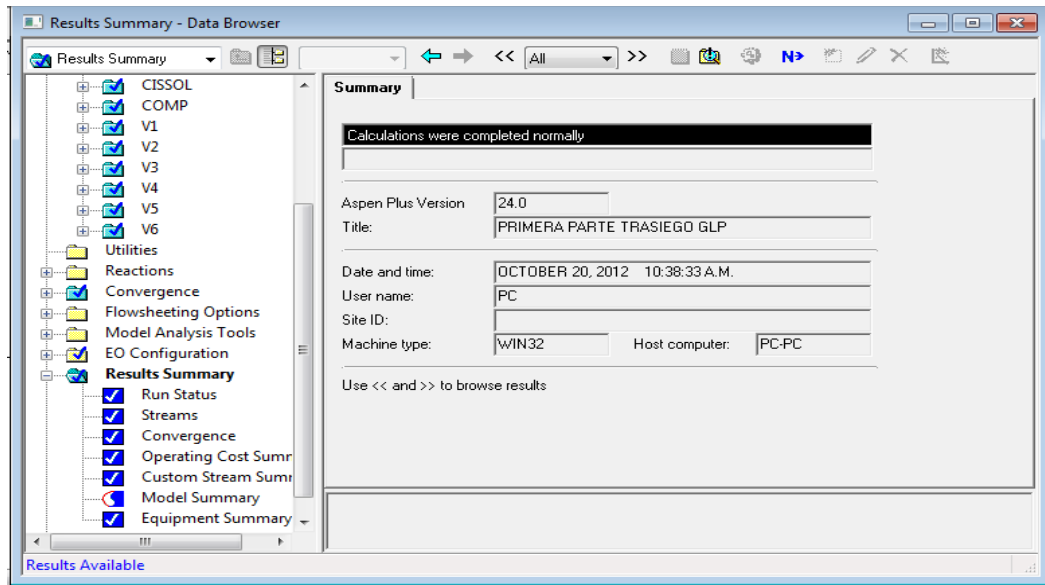 Results Summary - Data Browser
Results Summary
<< All >>
N>
CISSOL
COMP
V1
V2
V3
V4
V5
V6
Utilities
Reactions
Convergence
Flowsheeting Options
Model Analysis Tools
EO Configuration
Results Summary
Run Status
Streams
Convergence
Operating Cost Sumr
Custom Stream Sumr
Model Summary
Equipment Summary
Summary
Calculations were completed normally
Aspen Plus Version 24.0
Title: PRIMERA PARTE TRASIEGO GLP
Date and time: OCTOBER 20, 2012 10:38:33 A.M.
User name: PC
Site ID:
Machine type: WIN32 Host computer: PC-PC
Use << and >> to browse results
Results Available